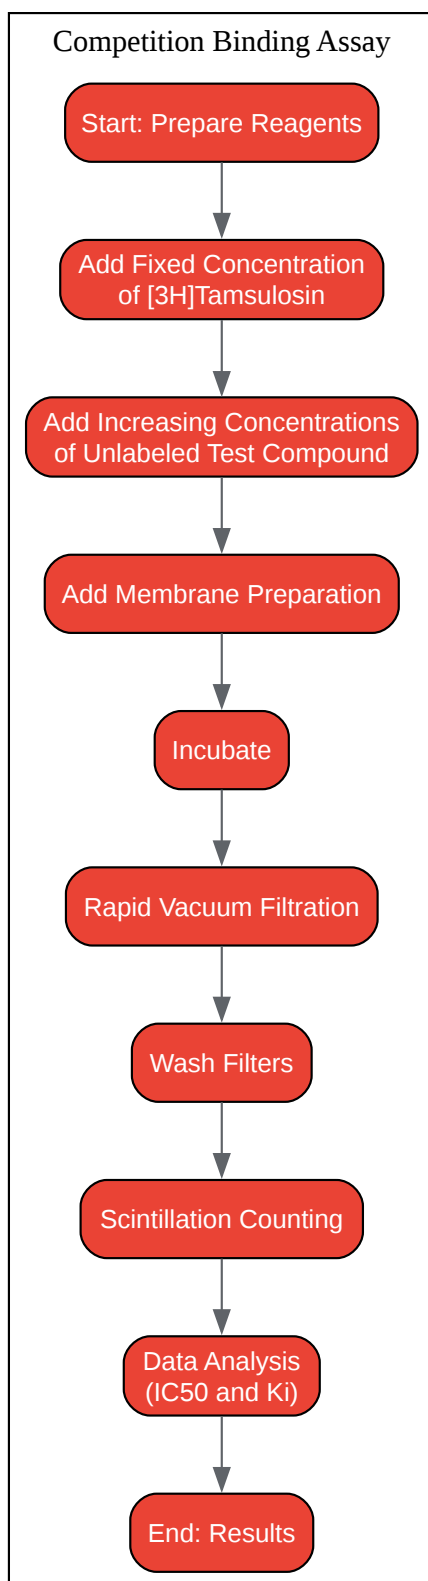 Competition Binding Assay
Start: Prepare Reagents
Add Fixed Concentration
of [3H]Tamsulosin
Add Increasing Concentrations
of Unlabeled Test Compound
Add Membrane Preparation
Incubate
Rapid Vacuum Filtration
Wash Filters
Scintillation Counting
Data Analysis
(IC50 and Ki)
End: Results